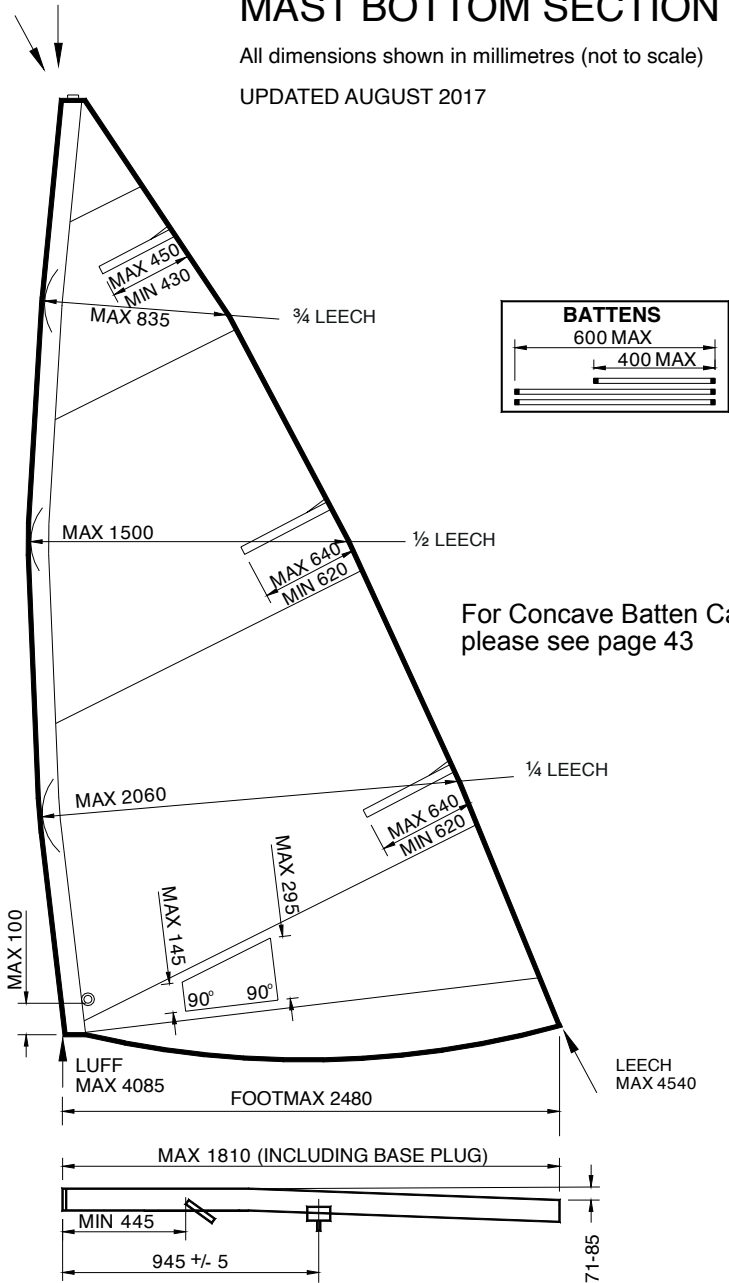 MAST BOTTOM SECTION
All dimensions shown in millimetres (not to scale)
UPDATED AUGUST 2017
MAX 450
MIN 430
MAX 835
¾ LEECH
BATTENS
600 MAX
400 MAX
MAX 1500
½ LEECH
MAX 640
MIN 620
For Concave Batten
please see page 43
¼ LEECH
MAX 2060
MAX 640
MIN 620
MAX 295
MAX 145
MAX 100
90°
90°
LUFF
MAX 4085
LEECH
MAX 4540
FOOTMAX 2480
MAX 1810 (INCLUDING BASE PLUG)
MIN 445
945 +/- 5
71-85